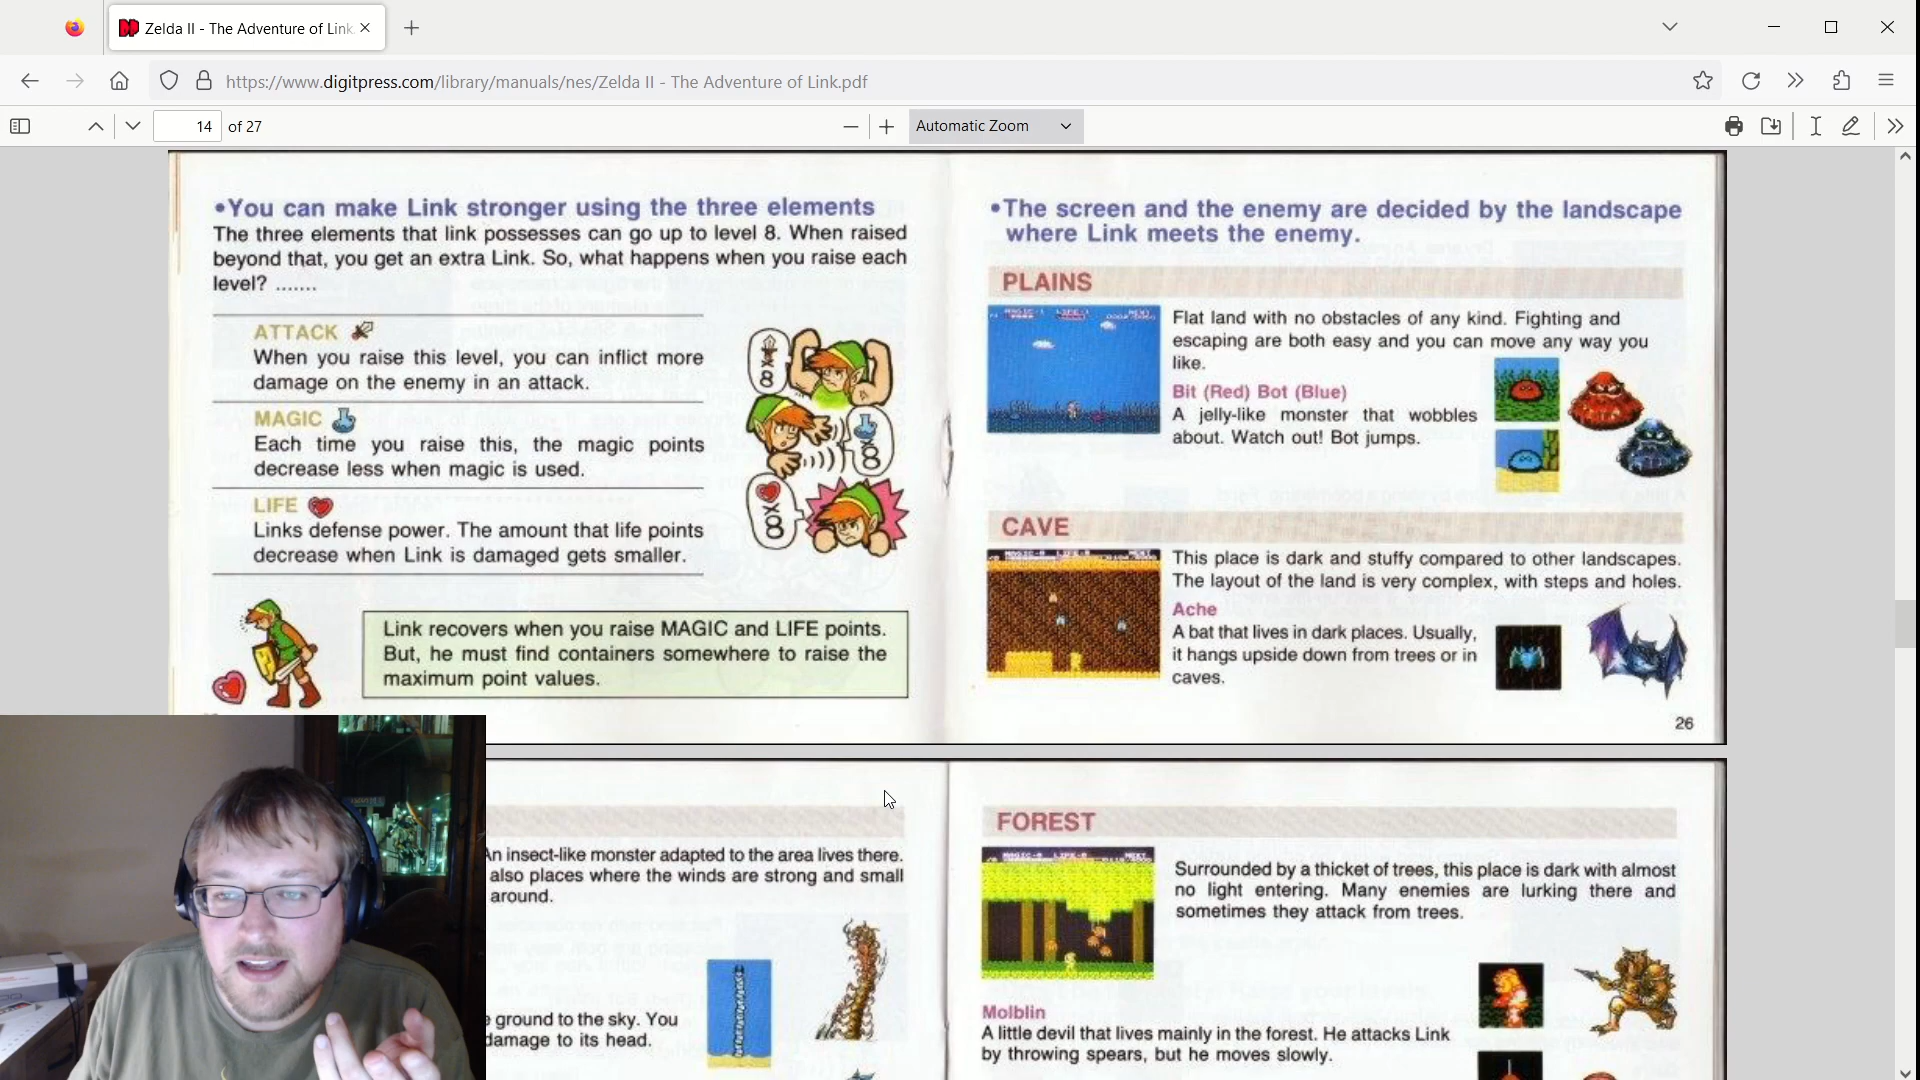 Zelda II - The Adventure of Link
https://www.digitpress.com/library/manuals/nes/Zelda II - The Adventure of Link.pdf
14 of 27
Automatic Zoom
•You can make Link stronger using the three elements
The three elements that link possesses can go up to level 8. When raised
beyond that, you get an extra Link. So, what happens when you raise each
level? .......
ATTACK
When you raise this level, you can inflict more
damage on the enemy in an attack.
MAGIC
Each time you raise this, the magic points
decrease less when magic is used.
LIFE
Links defense power. The amount that life points
decrease when Link is damaged gets smaller.
x8
x8
x8
Link recovers when you raise MAGIC and LIFE points.
But, he must find containers somewhere to raise the
maximum point values.
•The screen and the enemy are decided by the landscape
where Link meets the enemy.
PLAINS
Flat land with no obstacles of any kind. Fighting and
escaping are both easy and you can move any way you
like.
Bit (Red) Bot (Blue)
A jelly-like monster that wobbles
about. Watch out! Bot jumps.
CAVE
This place is dark and stuffy compared to other landscapes.
The layout of the land is very complex, with steps and holes.
Ache
A bat that lives in dark places. Usually,
it hangs upside down from trees or in
caves.
26
An insect-like monster adapted to the area lives there.
also places where the winds are strong and small
around.
ground to the sky. You
damage to its head.
FOREST
Surrounded by a thicket of trees, this place is dark with almost
no light entering. Many enemies are lurking there and
sometimes they attack from trees.
Molblin
A little devil that lives mainly in the forest. He attacks Link
by throwing spears, but he moves slowly.